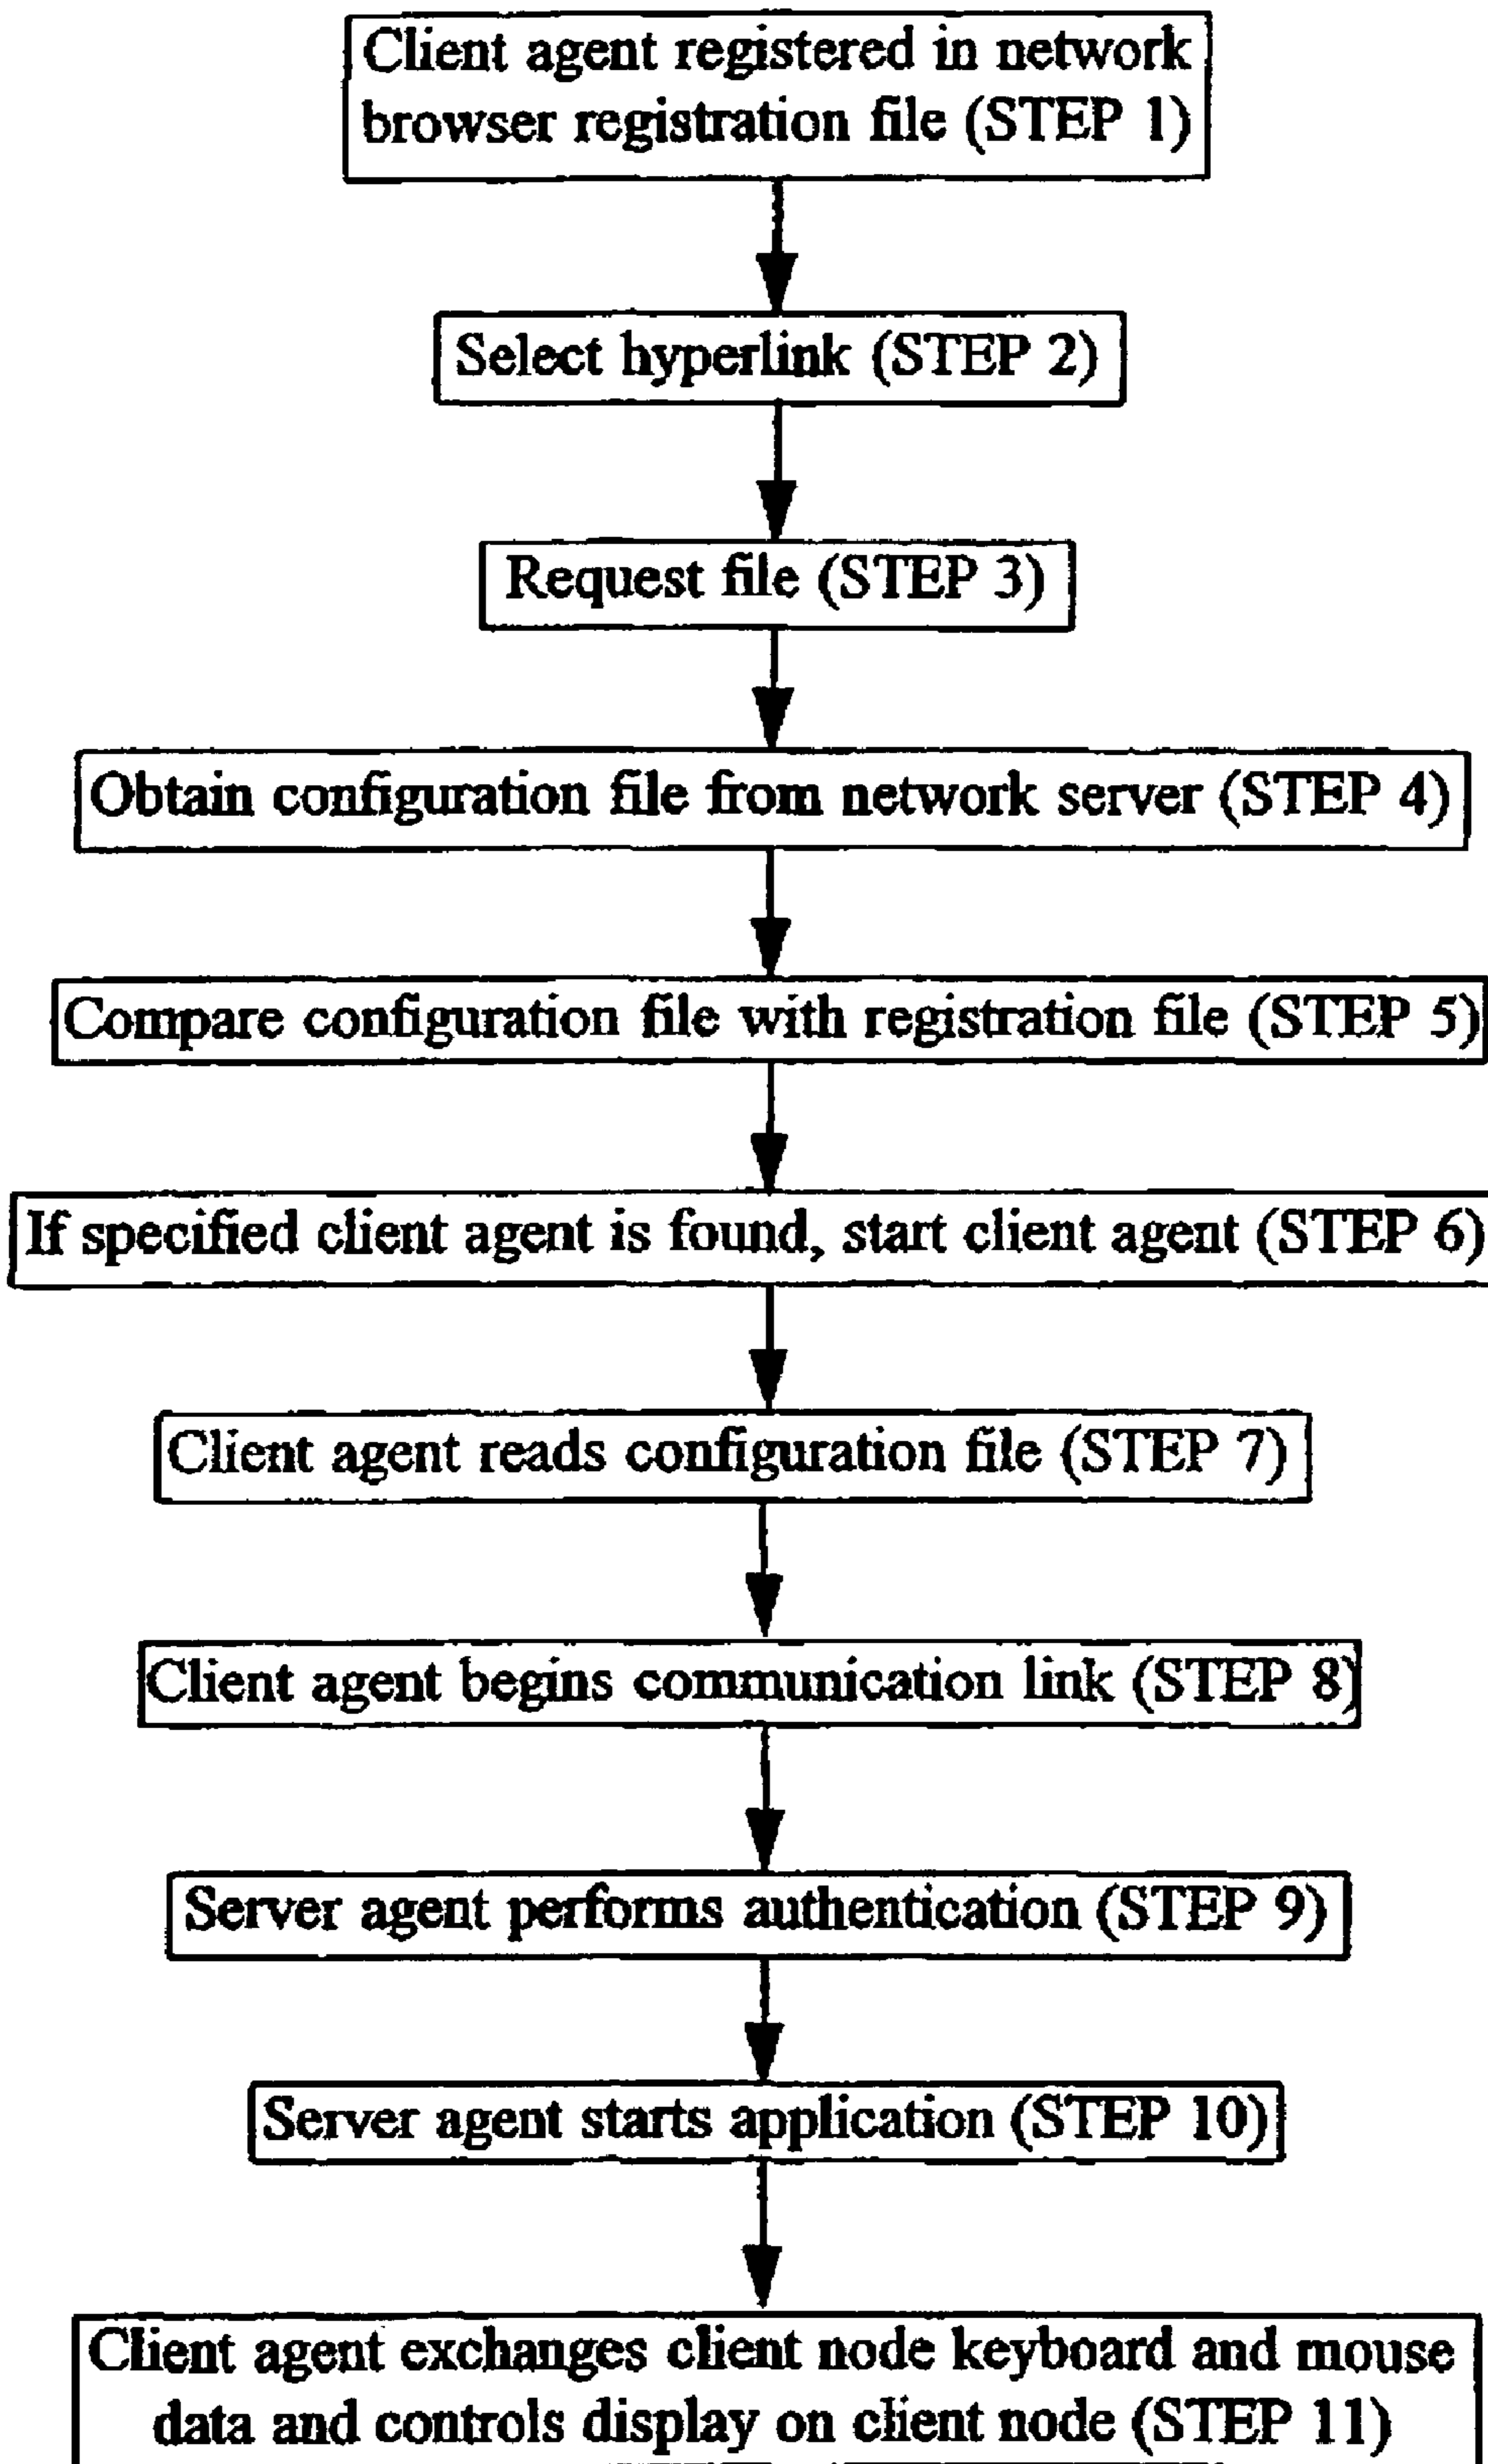 Client agent registered in network
browser registration file (STEP 1)
Select hyperlink (STEP 2)
Request file (STEP 3)
Obtain configuration file from network server (STEP 4)
Compare configuration file with registration file (STEP 5)
If specified client agent is found, start client agent (STEP 6)
Client agent reads configuration file (STEP 7)
Client agent begins communication link (STEP 8)
Server agent performs authentication (STEP 9)
Server agent starts application (STEP 10)
Client agent exchanges client node keyboard and mouse
data and controls display on client node (STEP 11)